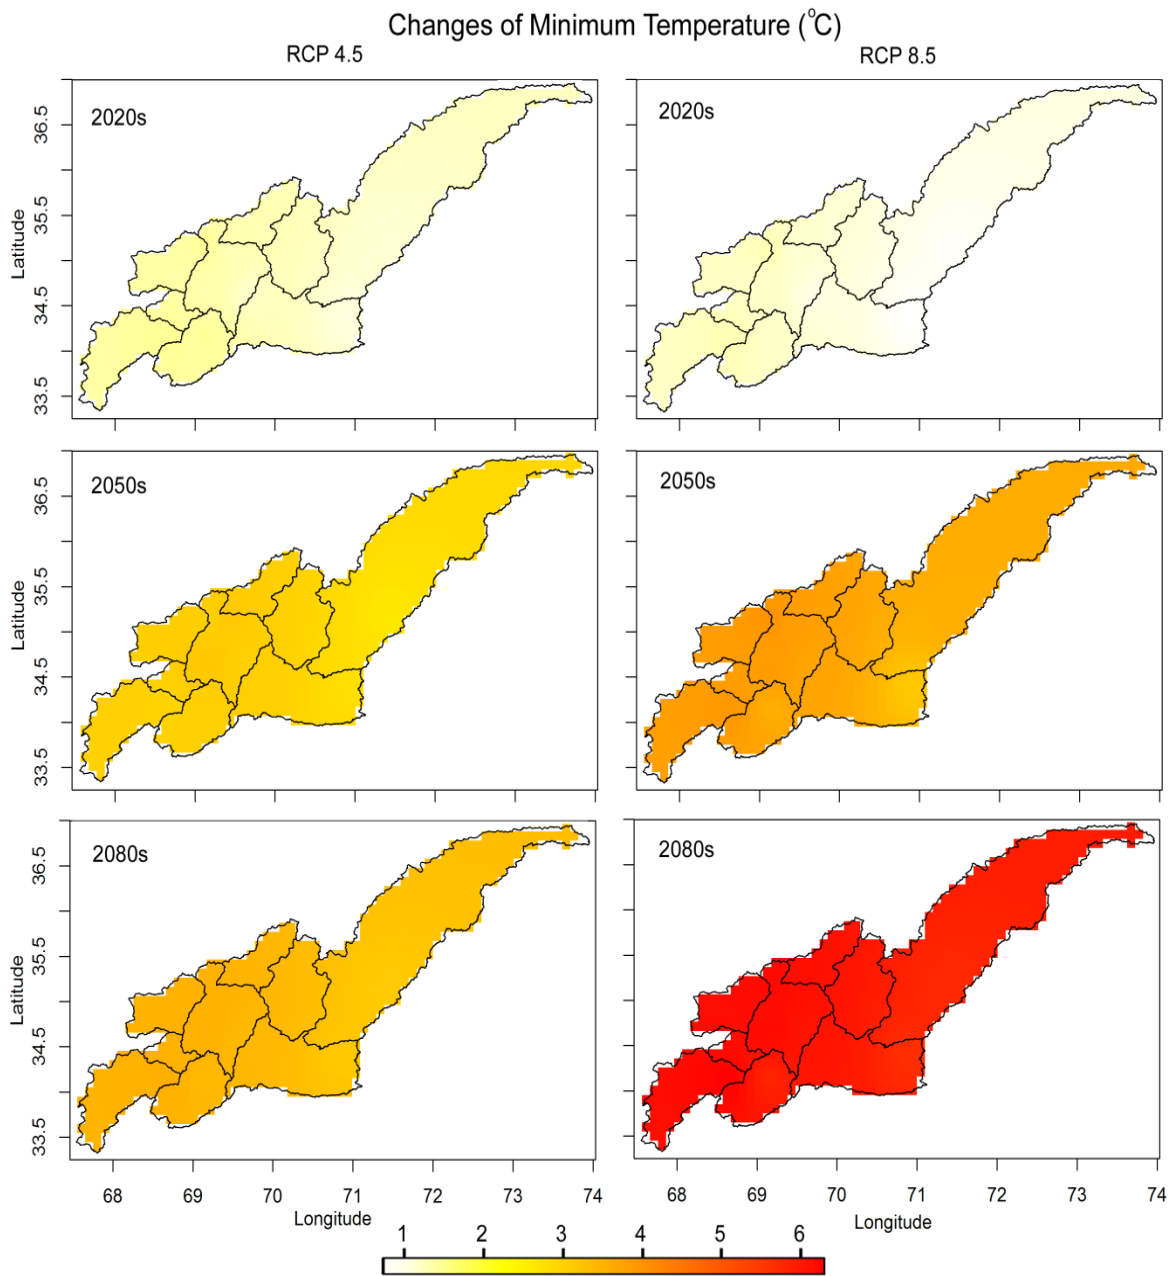 Changes of Minimum Temperature (°C)
RCP 4.5
RCP 8.5
2020s
2020s
36.5
35.5
34.5
33.5
Latitude
2050s
2050s
36.5
35.5
34.5
33.5
Latitude
2080s
2080s
36.5
35.5
34.5
33.5
Latitude
68 69 70 71 72 73 74
68 69 70 71 72 73 74
Longitude
Longitude
1 2 3 4 5 6